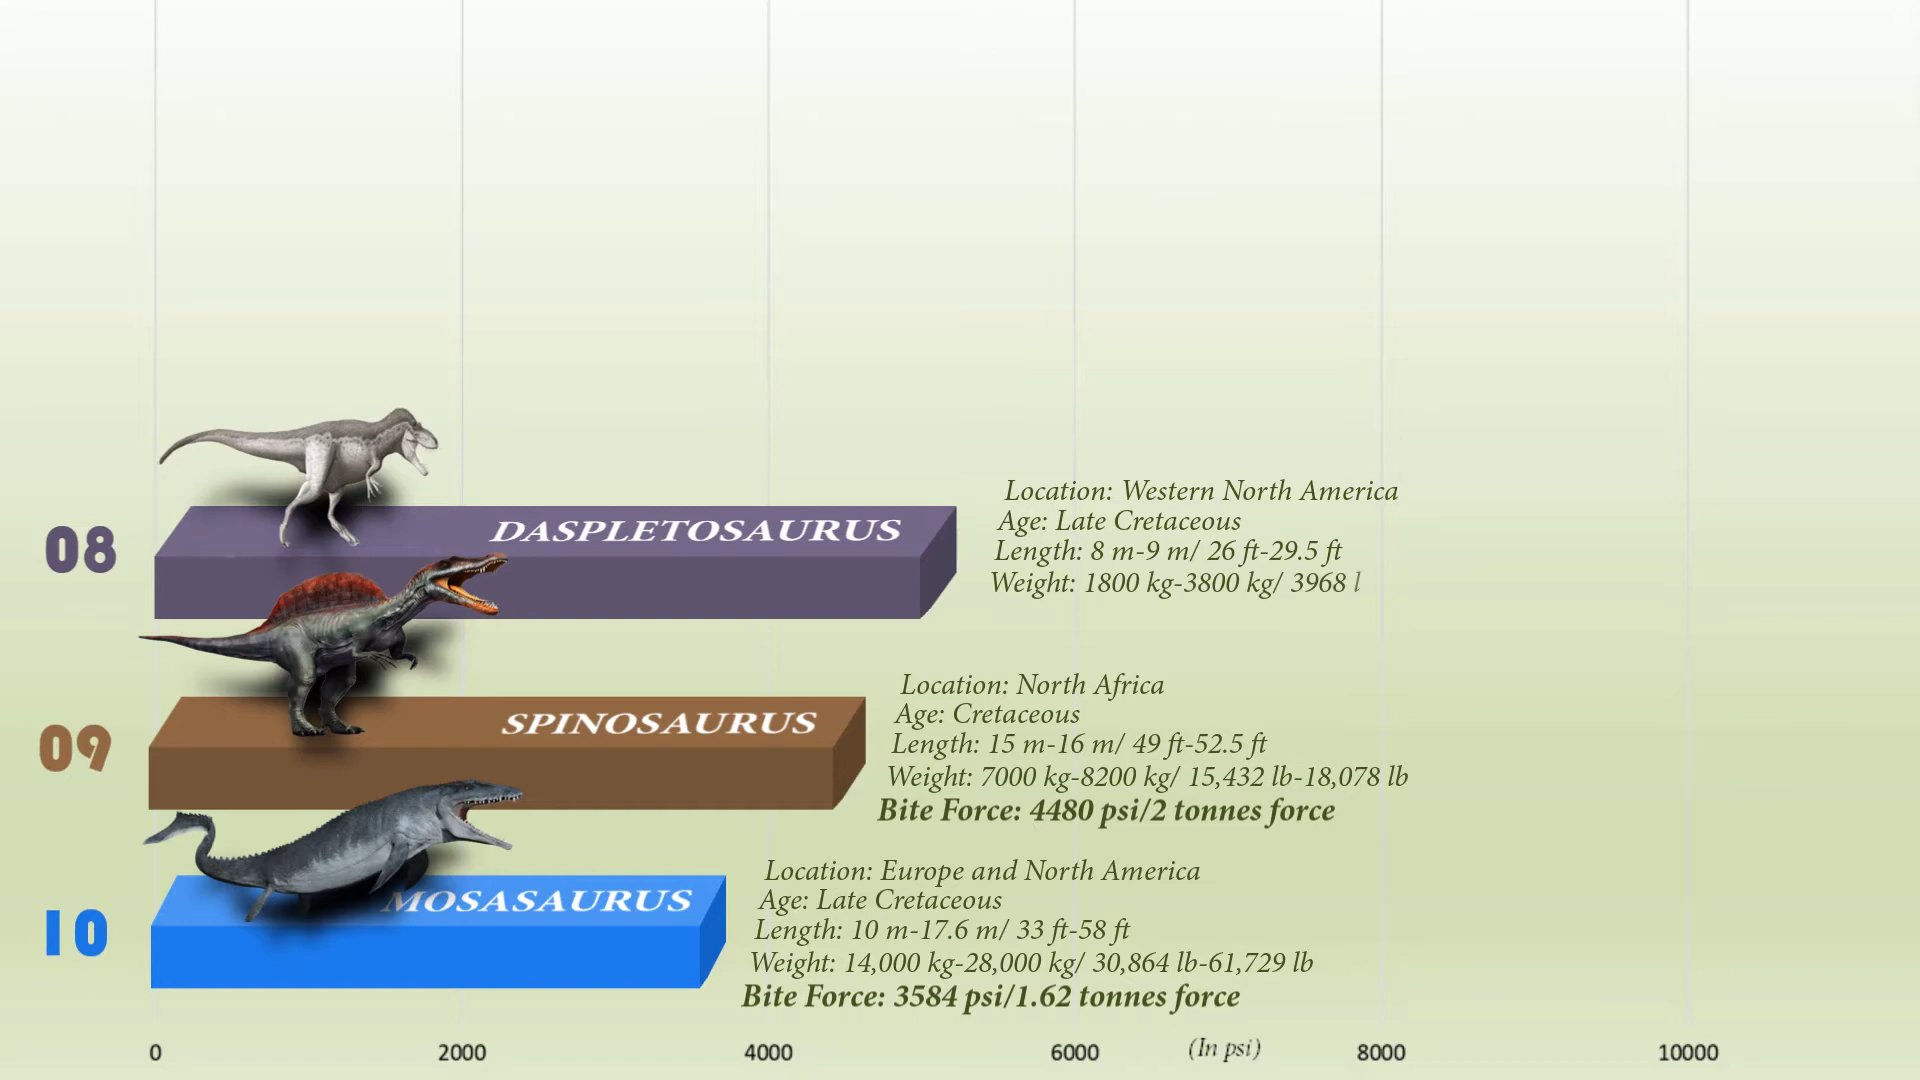 08
DASPLETOSAURUS
Location: Western North America
Age: Late Cretaceous
Length: 8 m-9 m/ 26 ft-29.5 ft
Weight: 1800 kg-3800 kg/ 3968 l
09
SPINOSAURUS
Location: North Africa
Age: Cretaceous
Length: 15 m-16 m/ 49 ft-52.5 ft
Weight: 7000 kg-8200 kg/ 15,432 lb-18,078 lb
Bite Force: 4480 psi/2 tonnes force
10
MOSASAURUS
Location: Europe and North America
Age: Late Cretaceous
Length: 10 m-17.6 m/ 33 ft-58 ft
Weight: 14,000 kg-28,000 kg/ 30,864 lb-61,729 lb
Bite Force: 3584 psi/1.62 tonnes force
0 2000 4000 6000 (In psi) 8000 10000